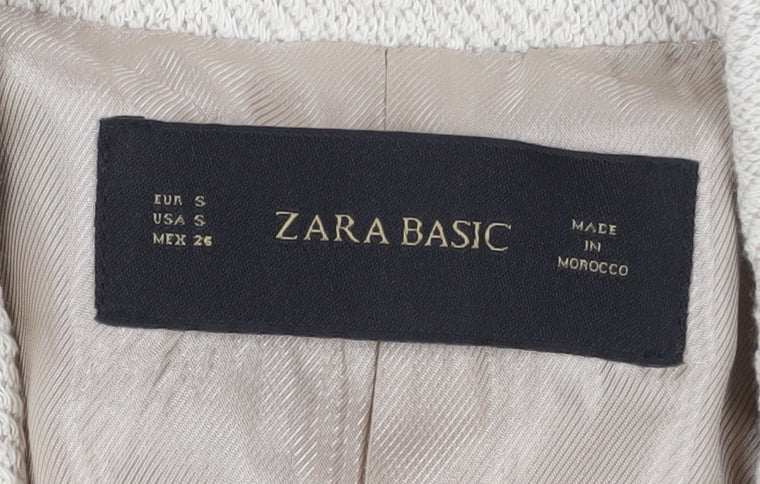 EUR S
USA S
MEX 26
ZARA BASIC
MADE
IN
MOROCCO